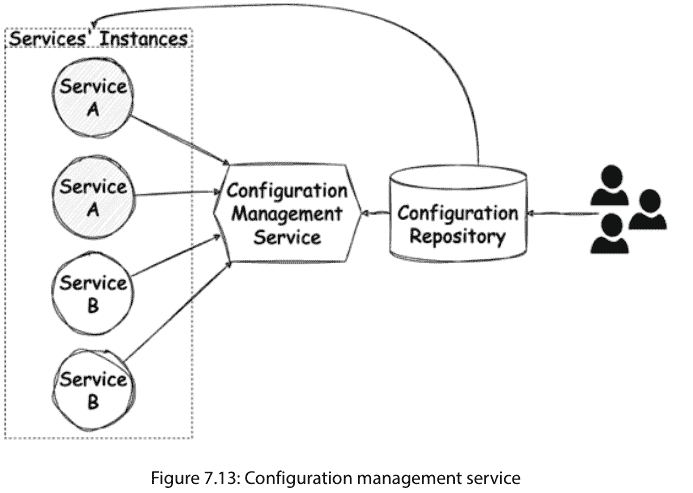 Services' Instances
Service
A
Service
A
Service
B
Service
B
Configuration
Management
Service
Configuration
Repository
Figure 7.13: Configuration management service